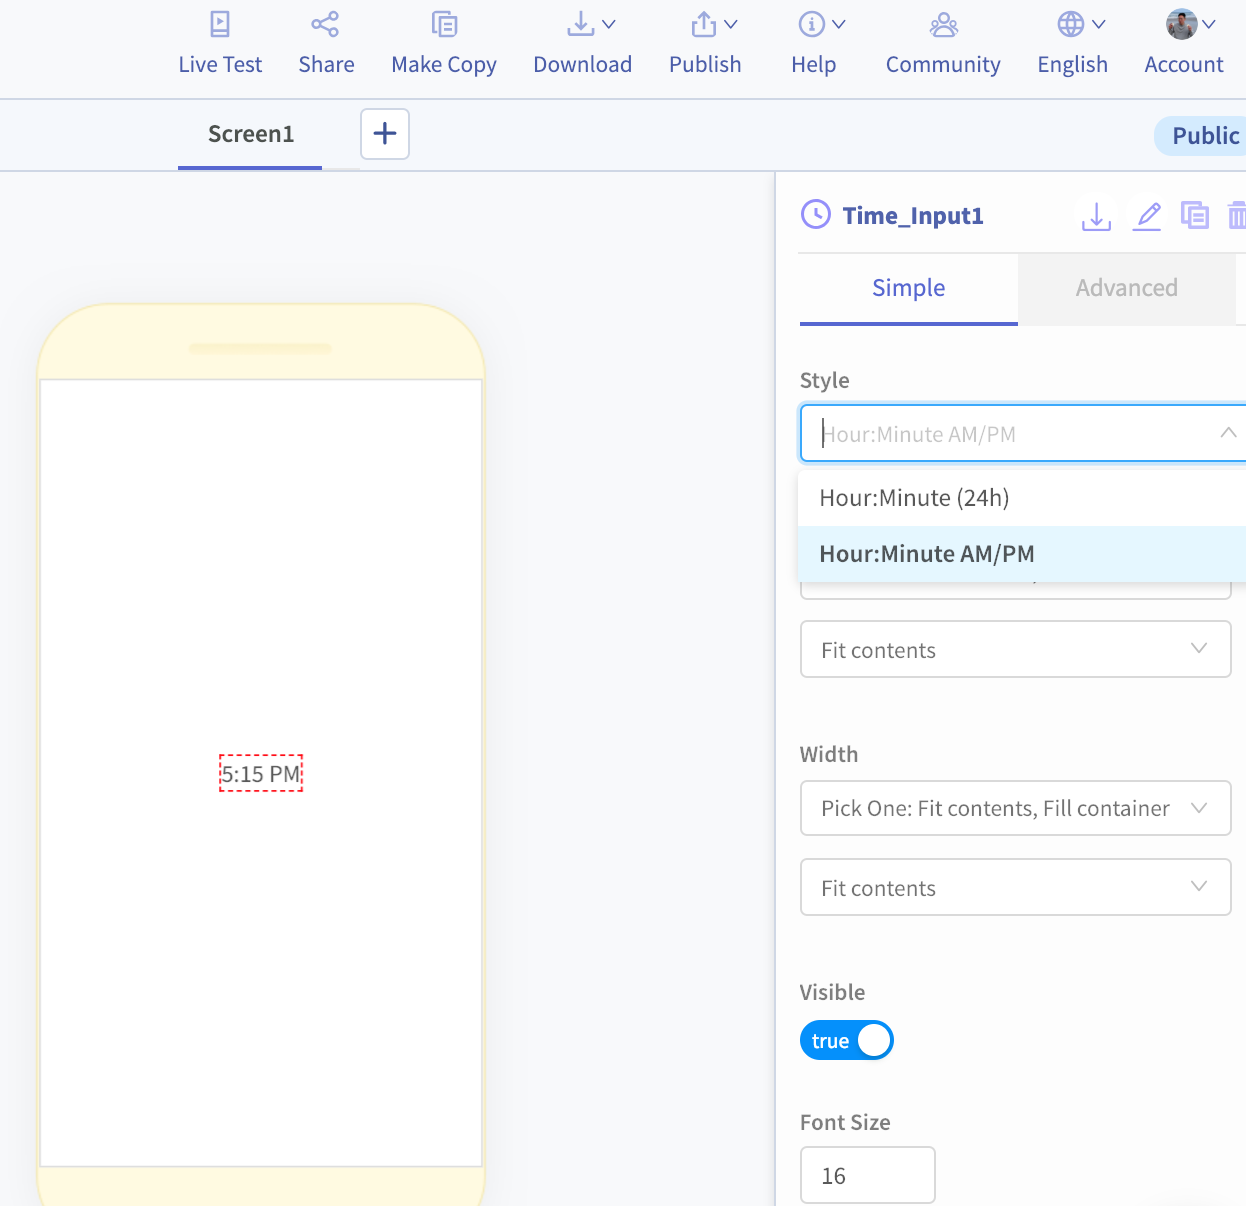 Live Test Share Make Copy Download Publish Help Community English Account
Screen1
Public
Time_Input1
Simple Advanced
Style
Hour:Minute AM/PM
Hour:Minute (24h)
Hour:Minute AM/PM
Fit contents
5:15 PM
Width
Pick One: Fit contents, Fill container
Fit contents
Visible
true
Font Size
16